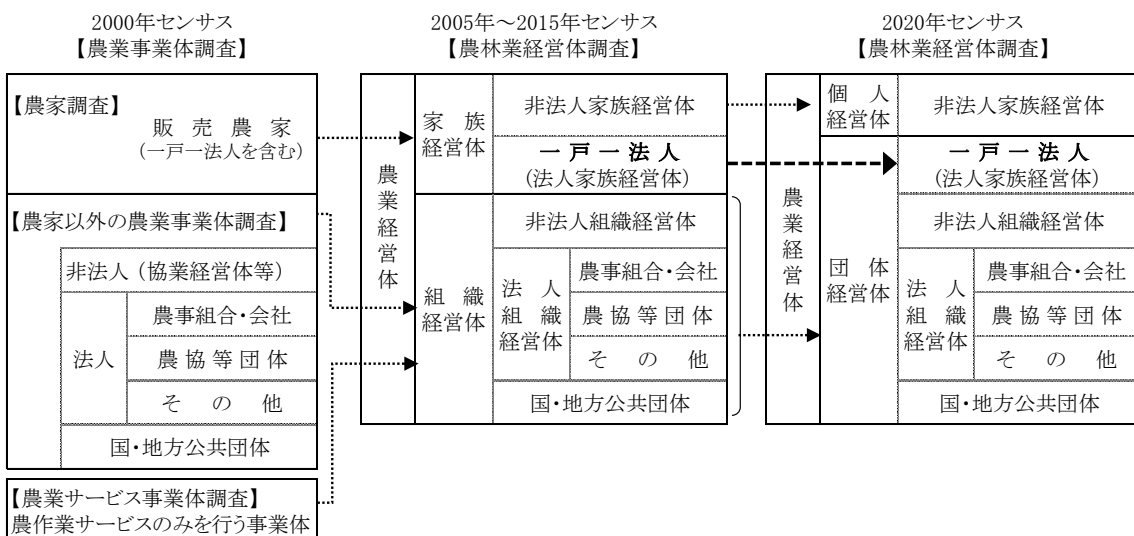 2000年センサス
【農業事業体調査】
【農家調査】
販 売 農 家
(一戸一法人を含む)
【農家以外の農業事業体調査】
非法人（協業経営体等）
法人
農事組合・会社
農 協 等 団 体
そ の 他
国・地方公共団体
【農業サービス事業体調査】
農作業サービスのみを行う事業体
2005年～2015年センサス
【農林業経営体調査】
農業経営体
家 族
経営体
非法人家族経営体
一 戸 一 法 人
(法人家族経営体)
組 織
経営体
非法人組織経営体
法 人
組 織
経営体
農事組合・会社
農 協 等 団 体
そ の 他
国・地方公共団体
2020年センサス
【農林業経営体調査】
農業経営体
個 人
経営体
非法人家族経営体
団 体
経営体
一 戸 一 法 人
(法人家族経営体)
非法人組織経営体
法 人
組 織
経営体
農事組合・会社
農 協 等 団 体
そ の 他
国・地方公共団体